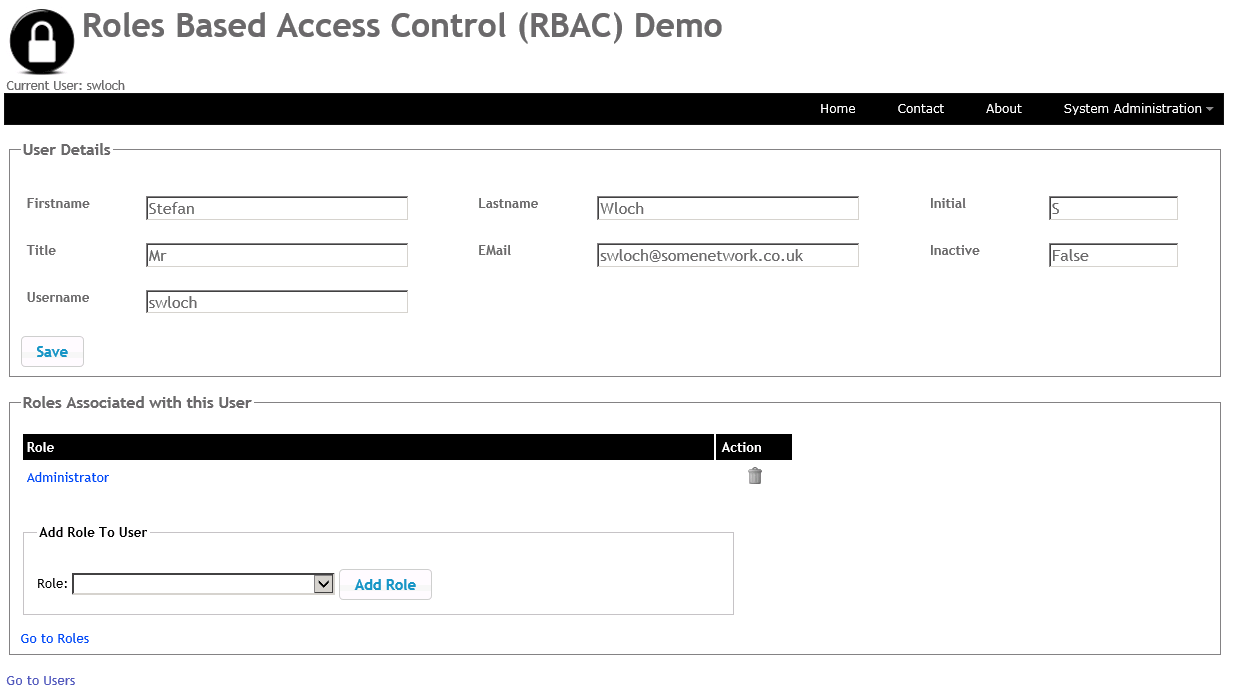 Roles Based Access Control (RBAC) Demo
Current User: swloch
Home Contact About System Administration
User Details
Firstname Stefan Lastname Wloch Initial S
Title Mr EMail swloch@somenetwork.co.uk Inactive False
Username swloch
Save
Roles Associated with this User
Role Action
Administrator
Add Role To User
Role: Add Role
Go to Roles
Go to Users